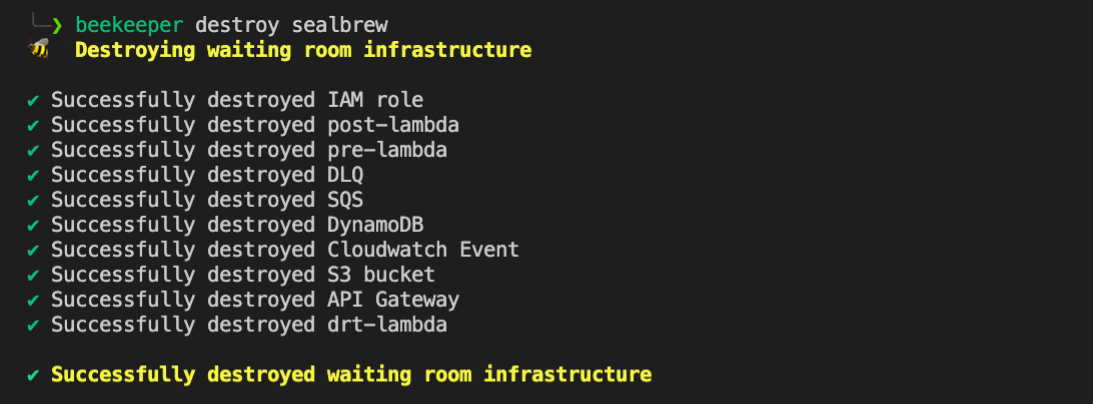 ❯ beekeeper destroy sealbrew
🐝 Destroying waiting room infrastructure
✔ Successfully destroyed IAM role
✔ Successfully destroyed post-lambda
✔ Successfully destroyed pre-lambda
✔ Successfully destroyed DLQ
✔ Successfully destroyed SQS
✔ Successfully destroyed DynamoDB
✔ Successfully destroyed Cloudwatch Event
✔ Successfully destroyed S3 bucket
✔ Successfully destroyed API Gateway
✔ Successfully destroyed drt-lambda
✔ Successfully destroyed waiting room infrastructure